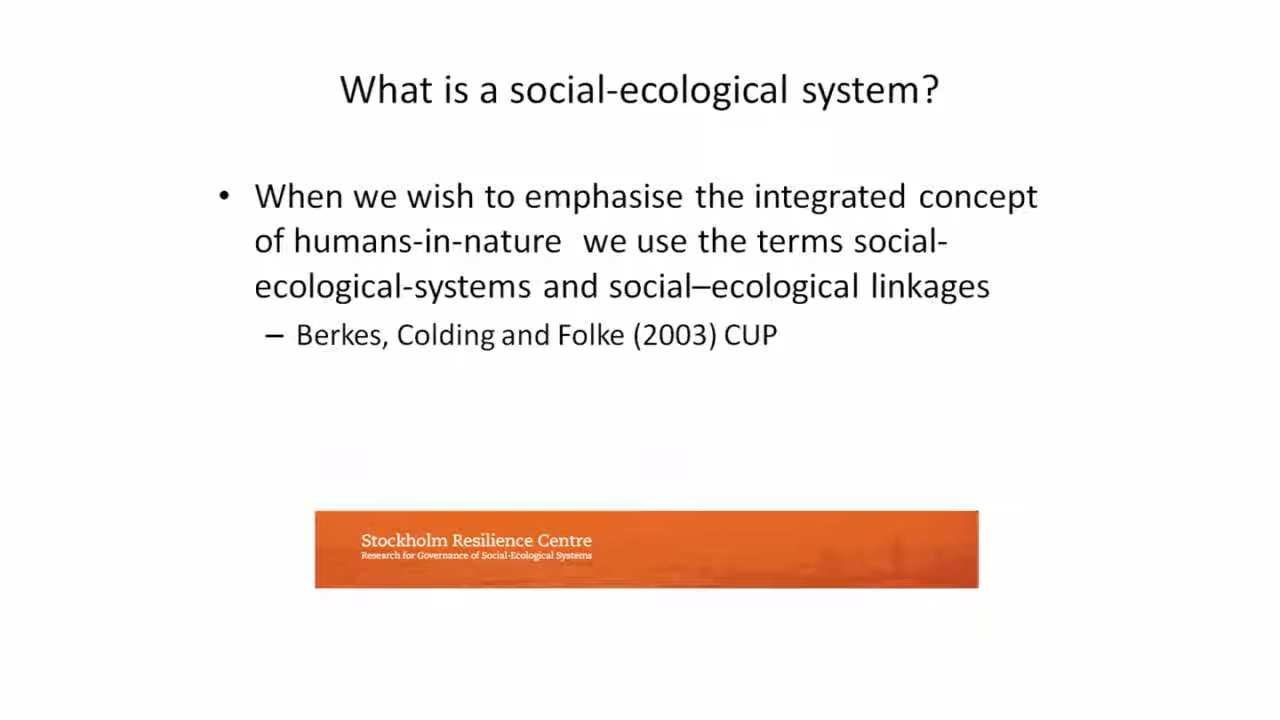 What is a social-ecological system?
• When we wish to emphasise the integrated concept
of humans-in-nature we use the terms social-
ecological-systems and social–ecological linkages
– Berkes, Colding and Folke (2003) CUP
Stockholm Resilience Centre
Research for Governance of Social-Ecological Systems